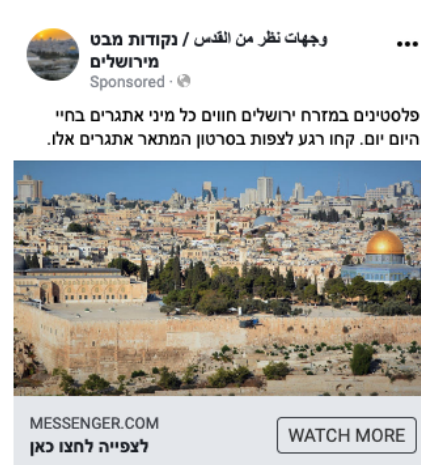 وجهات نظر من القدس / נקודות מבט
מירושלים
Sponsored ·
פלסטינים במזרח ירושלים חווים כל מיני אתגרים בחיי
היום יום. קחו רגע לצפות בסרטון המתאר אתגרים אלו.
MESSENGER.COM
לצפייה לחצו כאן
WATCH MORE